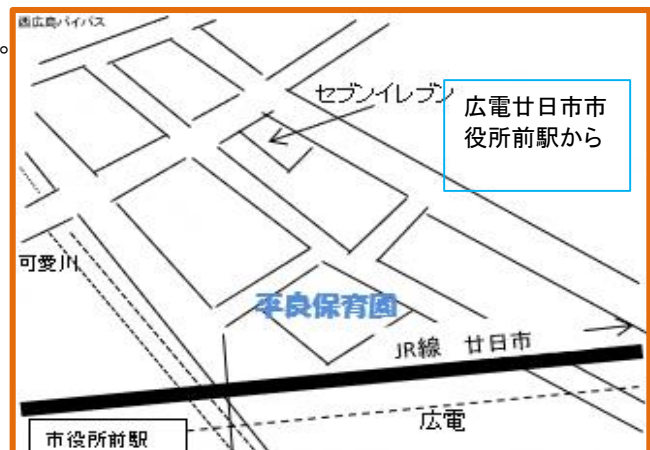 西広島バイパス
。
セブンイレブン
広電廿日市市
役所前駅から
可愛川
平良保育園
JR線 廿日市
広電
市役所前駅